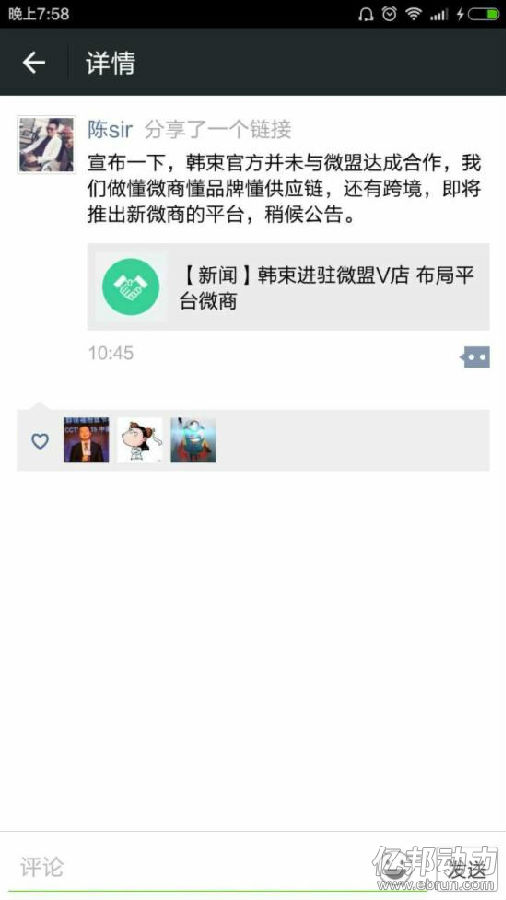 晚上7:58
详情
陈sir 分享了一个链接
宣布一下，韩束官方并未与微盟达成合作，我
们做懂微商懂品牌懂供应链，还有跨境，即将
推出新微商的平台，稍候公告。
【新闻】韩束进驻微盟V店 布局平
台微商
10:45
评论
发送
亿邦动力
www.ebrun.com